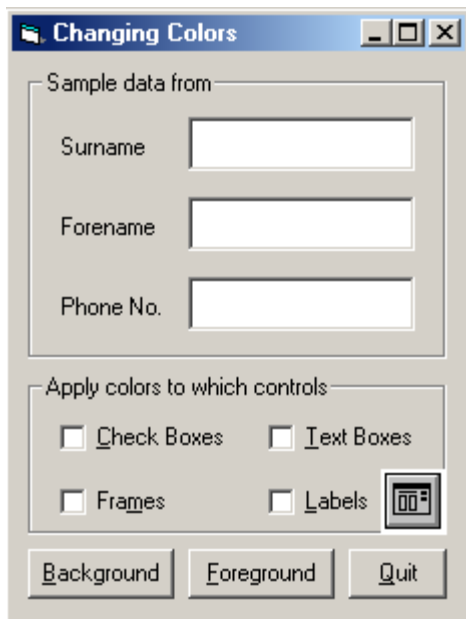 Changing Colors
Sample data from
Surname
Forename
Phone No.
Apply colors to which controls
Check Boxes Text Boxes
Frames Labels
Background Foreground Quit